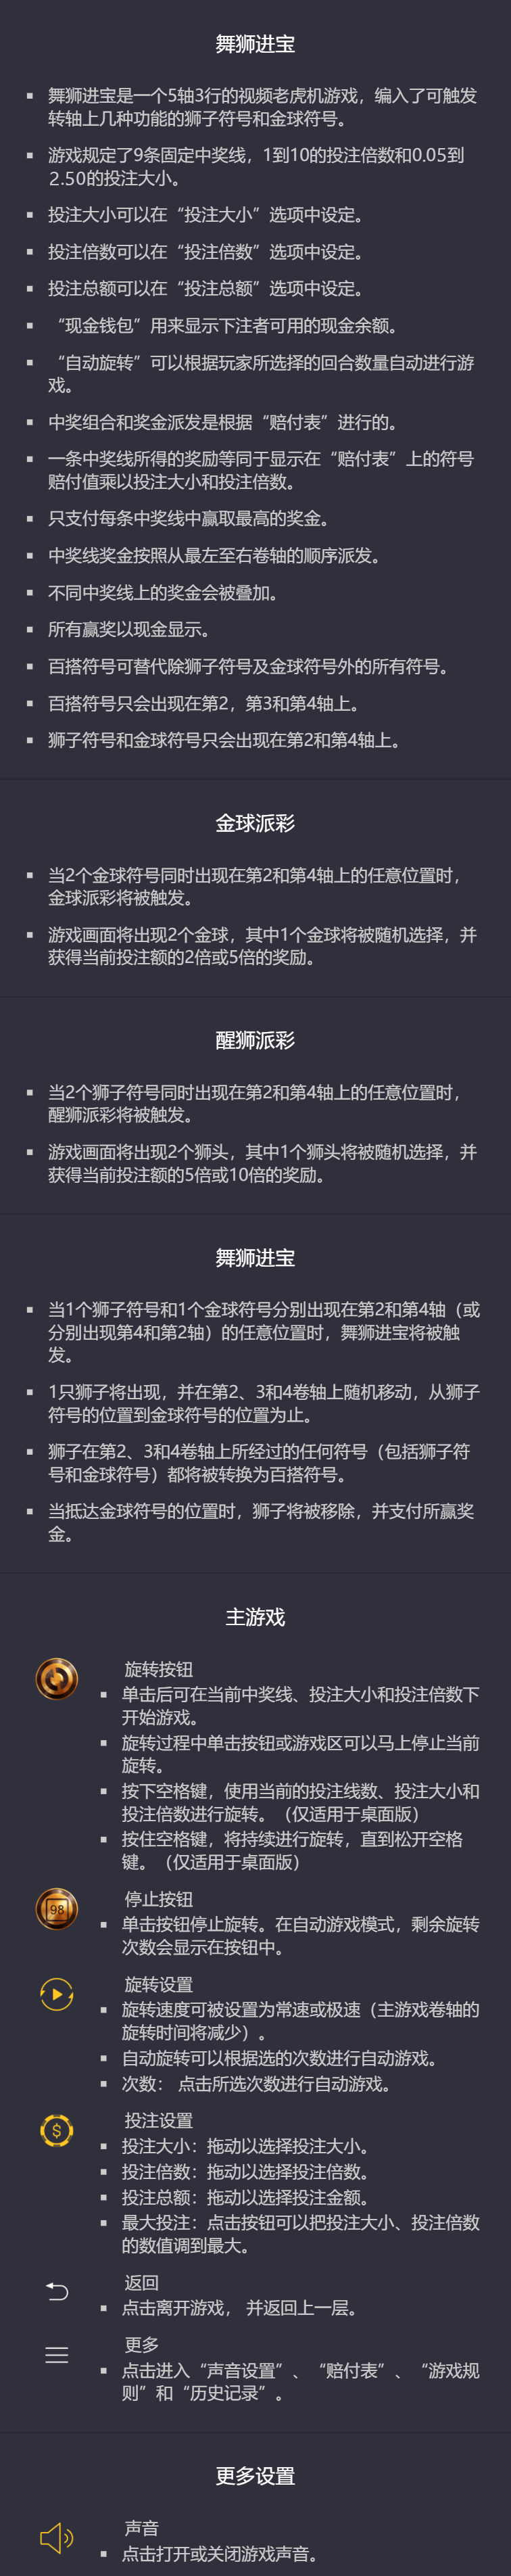 舞狮进宝
▪ 舞狮进宝是一个5轴3行的视频老虎机游戏，编入了可触发
转轴上几种功能的狮子符号和金球符号。
▪ 游戏规定了9条固定中奖线，1到10的投注倍数和0.05到
2.50的投注大小。
▪ 投注大小可以在“投注大小”选项中设定。
▪ 投注倍数可以在“投注倍数”选项中设定。
▪ 投注总额可以在“投注总额”选项中设定。
▪ “现金钱包”用来显示下注者可用的现金余额。
▪ “自动旋转”可以根据玩家所选择的回合数量自动进行游
戏。
▪ 中奖组合和奖金派发是根据“赔付表”进行的。
▪ 一条中奖线所得的奖励等同于显示在“赔付表”上的符号
赔付值乘以投注大小和投注倍数。
▪ 只支付每条中奖线中赢取最高的奖金。
▪ 中奖线奖金按照从最左至右卷轴的顺序派发。
▪ 不同中奖线上的奖金会被叠加。
▪ 所有赢奖以现金显示。
▪ 百搭符号可替代除狮子符号及金球符号外的所有符号。
▪ 百搭符号只会出现在第2，第3和第4轴上。
▪ 狮子符号和金球符号只会出现在第2和第4轴上。
金球派彩
▪ 当2个金球符号同时出现在第2和第4轴上的任意位置时，
金球派彩将被触发。
▪ 游戏画面将出现2个金球，其中1个金球将被随机选择，并
获得当前投注额的2倍或5倍的奖励。
醒狮派彩
▪ 当2个狮子符号同时出现在第2和第4轴上的任意位置时，
醒狮派彩将被触发。
▪ 游戏画面将出现2个狮头，其中1个狮头将被随机选择，并
获得当前投注额的5倍或10倍的奖励。
舞狮进宝
▪ 当1个狮子符号和1个金球符号分别出现在第2和第4轴（或
分别出现第4和第2轴）的任意位置时，舞狮进宝将被触
发。
▪ 1只狮子将出现，并在第2、3和4卷轴上随机移动，从狮子
符号的位置到金球符号的位置为止。
▪ 狮子在第2、3和4卷轴上所经过的任何符号（包括狮子符
号和金球符号）都将被转换为百搭符号。
▪ 当抵达金球符号的位置时，狮子将被移除，并支付所赢奖
金。
主游戏
旋转按钮
▪ 单击后可在当前中奖线、投注大小和投注倍数下
开始游戏。
▪ 旋转过程中单击按钮或游戏区可以马上停止当前
旋转。
▪ 按下空格键，使用当前的投注线数、投注大小和
投注倍数进行旋转。（仅适用于桌面版）
▪ 按住空格键，将持续进行旋转，直到松开空格
键。（仅适用于桌面版）
98
停止按钮
▪ 单击按钮停止旋转。在自动游戏模式，剩余旋转
次数会显示在按钮中。
旋转设置
▪ 旋转速度可被设置为常速或极速（主游戏卷轴的
旋转时间将减少）。
▪ 自动旋转可以根据选的次数进行自动游戏。
▪ 次数： 点击所选次数进行自动游戏。
$
投注设置
▪ 投注大小：拖动以选择投注大小。
▪ 投注倍数：拖动以选择投注倍数。
▪ 投注总额：拖动以选择投注金额。
▪ 最大投注：点击按钮可以把投注大小、投注倍数
的数值调到最大。
返回
▪ 点击离开游戏， 并返回上一层。
更多
▪ 点击进入“声音设置”、“赔付表”、“游戏规
则”和“历史记录”。
更多设置
声音
▪ 点击打开或关闭游戏声音。